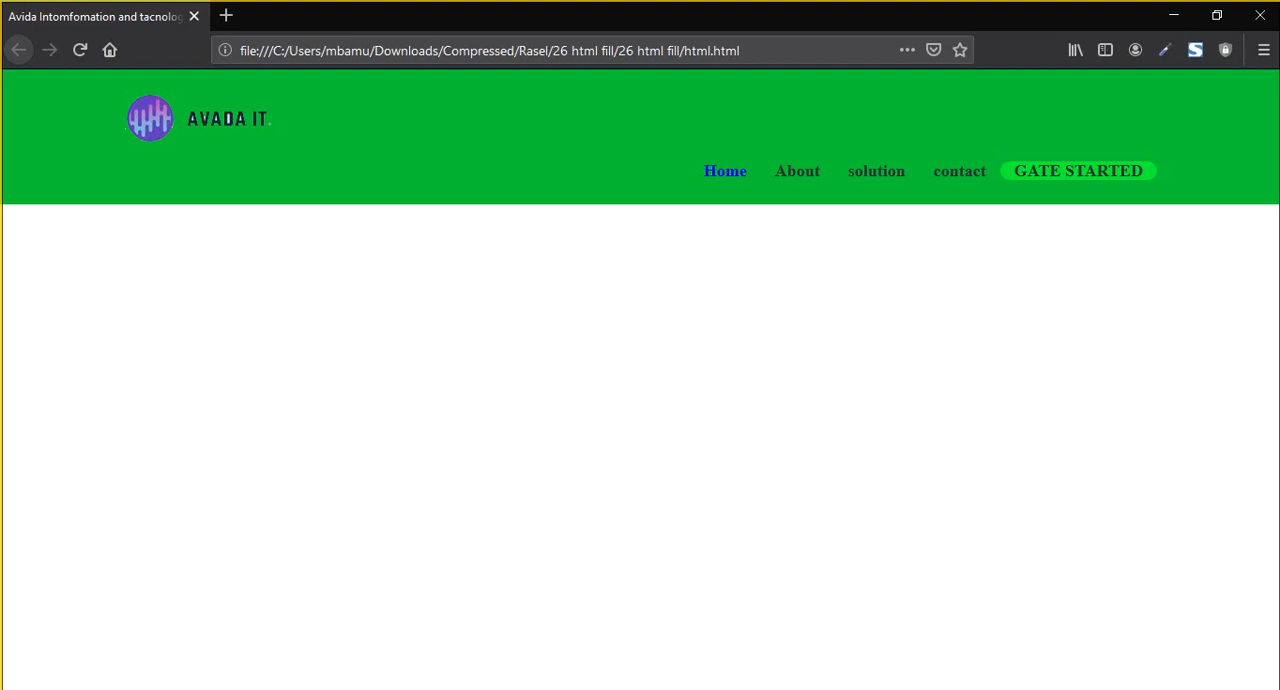 Avida Intomfomation and tacnolog
file:///C:/Users/mbamu/Downloads/Compressed/Rasel/26 html fill/26 html fill/html.html
AVADA IT.
Home About solution contact GATE STARTED